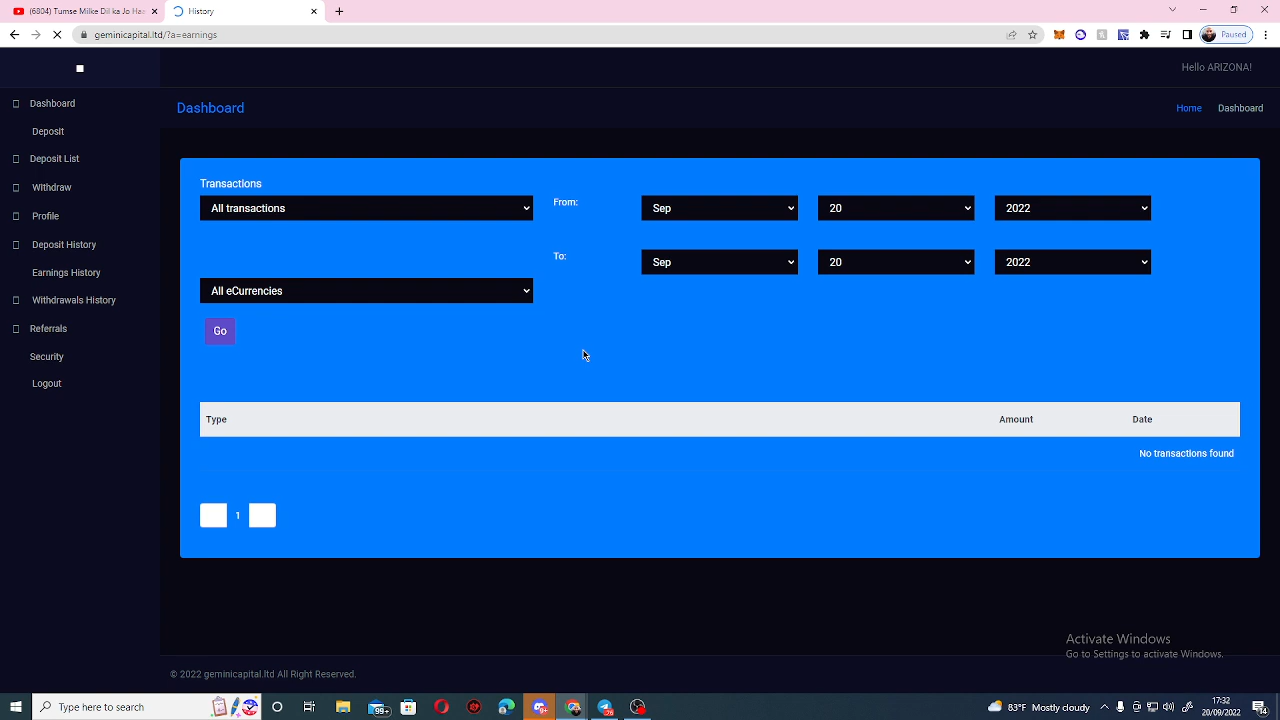 (6804) Tumse Milke Dil ka Jo Ha
History
geminicapital.ltd/?a=earnings
Paused
Hello ARIZONA!
Dashboard
Home Dashboard
Dashboard
Deposit
Deposit List
Withdraw
Profile
Deposit History
Earnings History
Withdrawals History
Referrals
Security
Logout
Transactions
All transactions
From: Sep 20 2022
To: Sep 20 2022
All eCurrencies
Go
Type Amount Date
No transactions found
1
Activate Windows
Go to Settings to activate Windows.
© 2022 geminicapital.ltd All Right Reserved.
Type here to search
99+
83°F Mostly cloudy
17:32
20/09/2022